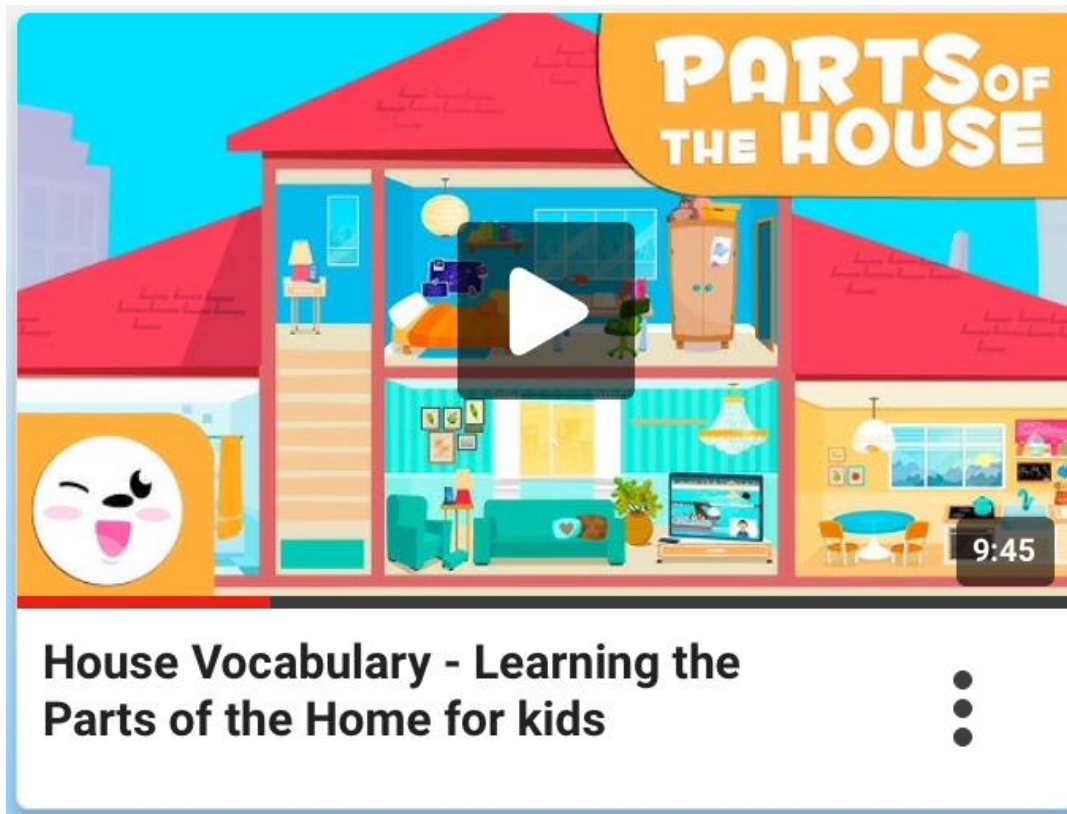 PARTS OF
THE HOUSE
9:45
House Vocabulary - Learning the
Parts of the Home for kids